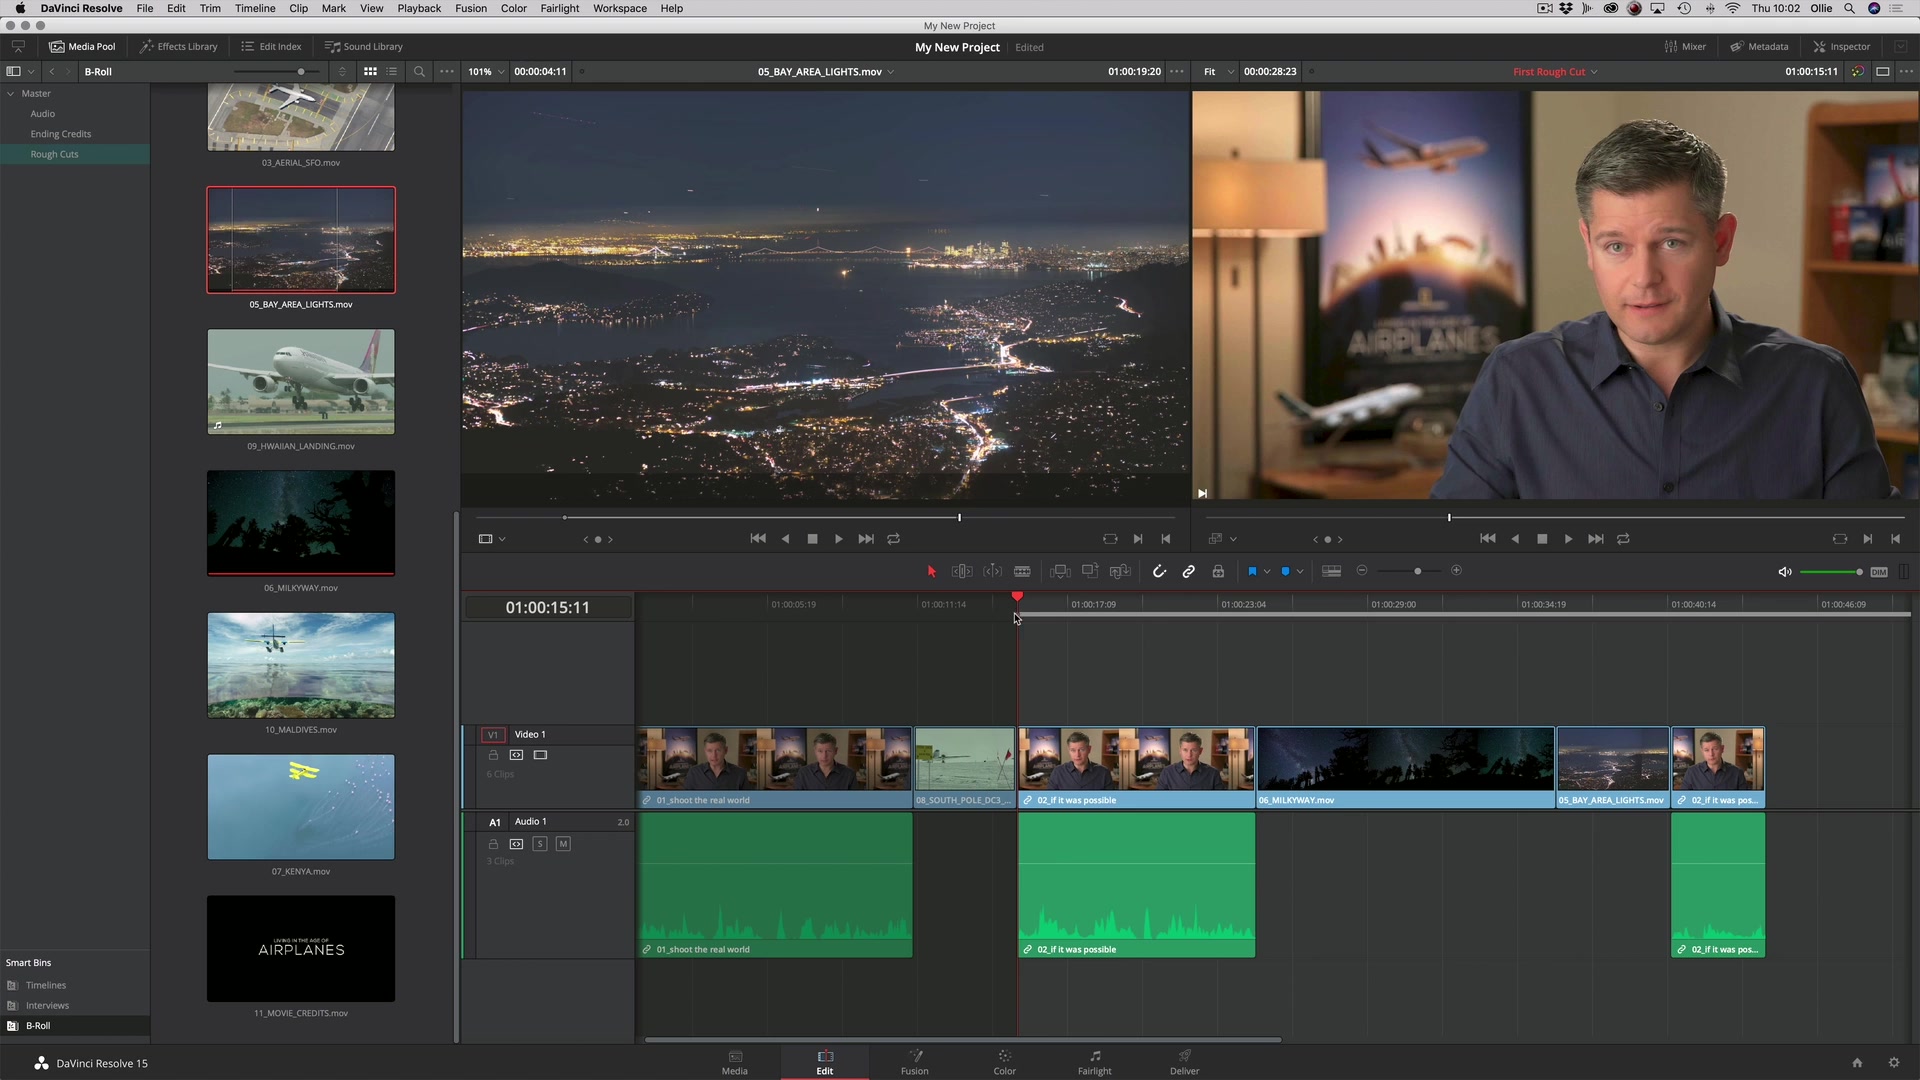 DaVinci Resolve File Edit Trim Timeline Clip Mark View Playback Fusion Color Fairlight Workspace Help Thu 10:02 Ollie
My New Project
Media Pool Effects Library Edit Index Sound Library My New Project Edited Mixer Metadata Inspector
B-Roll 101% 00:00:04:11 05_BAY_AREA_LIGHTS.mov 01:00:19:20 Fit 00:00:28:23 First Rough Cut 01:00:15:11
Master
Audio
Ending Credits
Rough Cuts
03_AERIAL_SFO.mov
05_BAY_AREA_LIGHTS.mov
09_HWAIIAN_LANDING.mov
06_MILKYWAY.mov
10_MALDIVES.mov
07_KENYA.mov
LIVING IN THE AGE OF
AIRPLANES
11_MOVIE_CREDITS.mov
Smart Bins
Timelines
Interviews
B-Roll
AIRPLANES
DIM
01:00:15:11
01:00:05:19 01:00:11:14 01:00:17:09 01:00:23:04 01:00:29:00 01:00:34:19 01:00:40:14 01:00:46:09
V1 Video 1
6 Clips
01_shoot the real world 08_SOUTH_POLE_DC3_... 02_if it was possible 06_MILKYWAY.mov 05_BAY_AREA_LIGHTS.mov 02_if it was pos...
A1 Audio 1 2.0
S M
3 Clips
01_shoot the real world 02_if it was possible 02_if it was pos...
DaVinci Resolve 15 Media Edit Fusion Color Fairlight Deliver